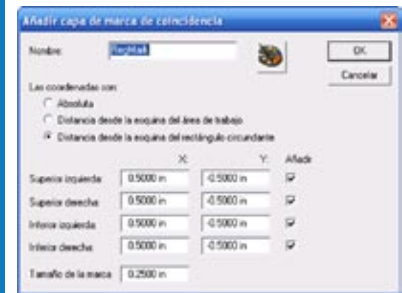 Añadir capa de marca de coincidencia
Nombre: RegMark
OK
Cancelar
Las coordenadas son:
Absoluta
Distancia desde la esquina del área de trabajo
Distancia desde la esquina del rectángulo circundante
X: Y: Añadir
Superior izquierda: 0.5000 in -0.5000 in
Superior derecha: 0.5000 in -0.5000 in
Inferior izquierda: 0.5000 in -0.5000 in
Inferior derecha: 0.5000 in -0.5000 in
Tamaño de la marca 0.2500 in